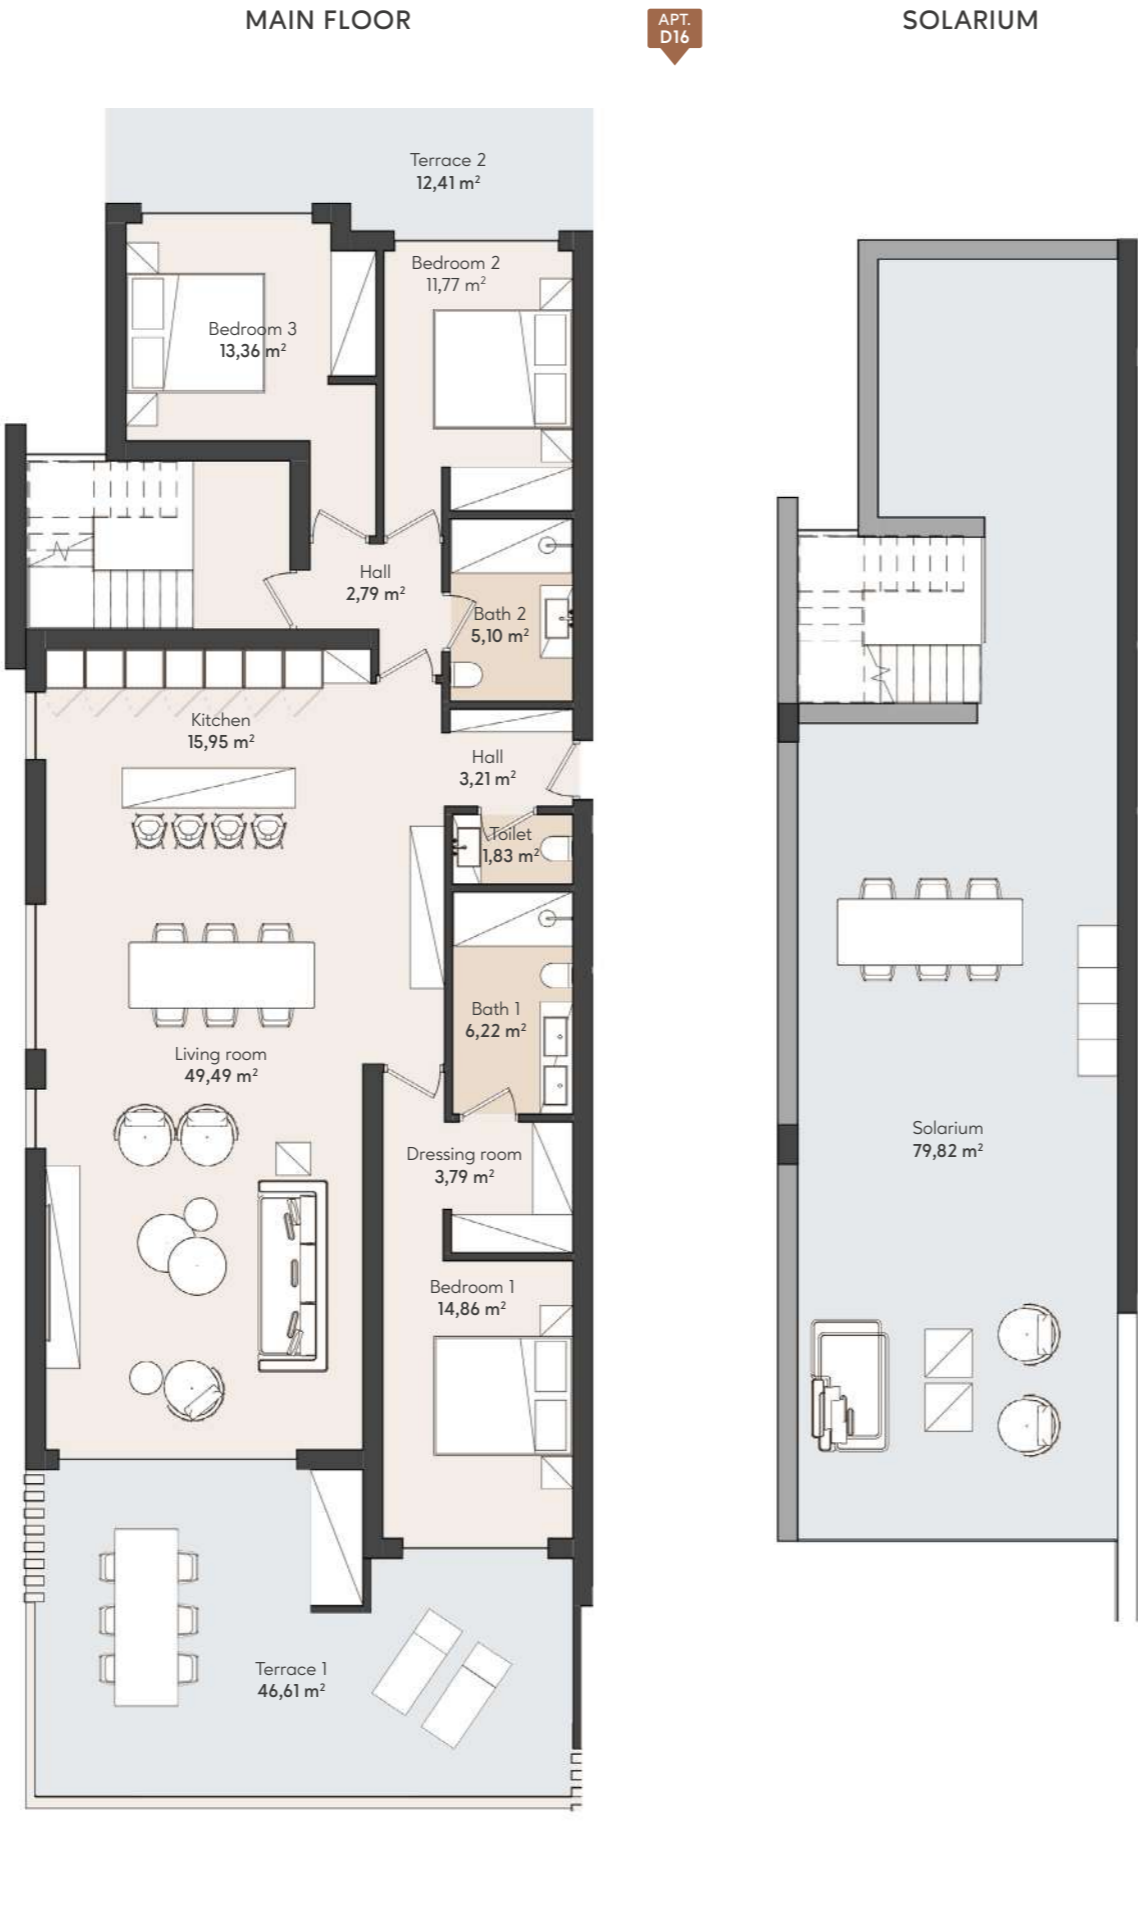 MAIN FLOOR
APT.
D16
SOLARIUM
Terrace 2
12,41 m²
Bedroom 2
11,77 m²
Bedroom 3
13,36 m²
Hall
2,79 m²
Bath 2
5,10 m²
Kitchen
15,95 m²
Hall
3,21 m²
Toilet
1,83 m²
Bath 1
6,22 m²
Living room
49,49 m²
Dressing room
3,79 m²
Bedroom 1
14,86 m²
Terrace 1
46,61 m²
Solarium
79,82 m²